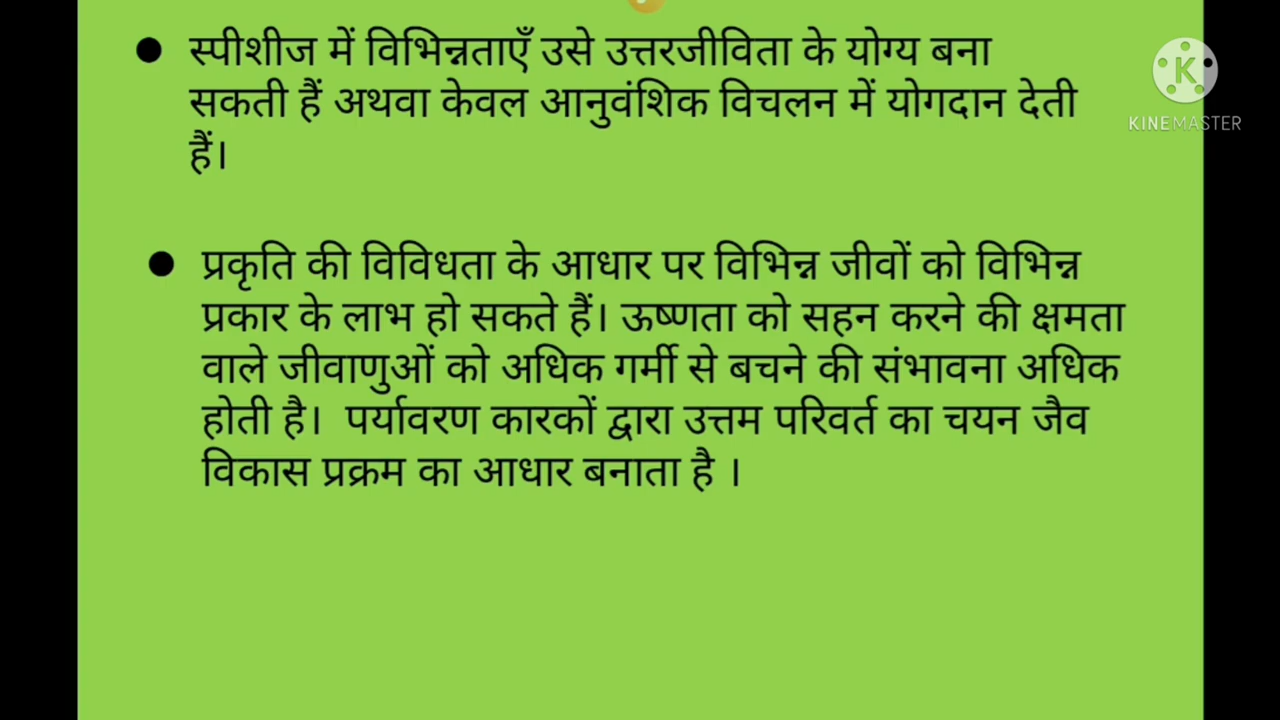 स्पीशीज में विभिन्नताएँ उसे उत्तरजीविता के योग्य बना
सकती हैं अथवा केवल आनुवंशिक विचलन में योगदान देती
हैं।
K
KINEMASTER
प्रकृति की विविधता के आधार पर विभिन्न जीवों को विभिन्न
प्रकार के लाभ हो सकते हैं। ऊष्णता को सहन करने की क्षमता
वाले जीवाणुओं को अधिक गर्मी से बचने की संभावना अधिक
होती है। पर्यावरण कारकों द्वारा उत्तम परिवर्त का चयन जैव
विकास प्रक्रम का आधार बनाता है ।